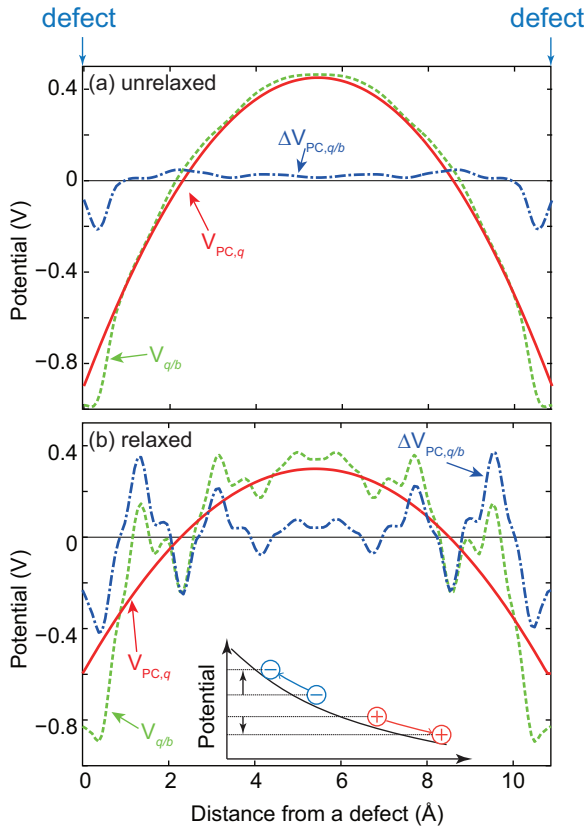 defect defect
(a) unrelaxed
ΔV_PC,q/b
V_PC,q
V_q/b
Potential (V)
0.4
0
−0.4
−0.8
(b) relaxed
ΔV_PC,q/b
V_PC,q
V_q/b
Potential (V)
0.4
0
−0.4
−0.8
Potential
−
−
+
+
0 2 4 6 8 10
Distance from a defect (Å)